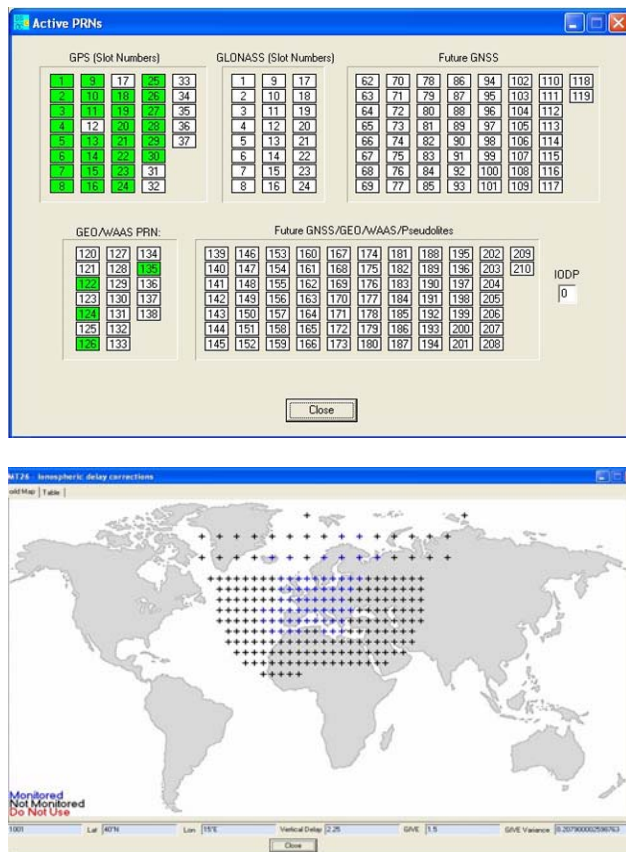 Active PRNs
GPS (Slot Numbers) GLONASS (Slot Numbers) Future GNSS
1 9 17 25 33 1 9 17 62 70 78 86 94 102 110 118
2 10 18 26 34 2 10 18 63 71 79 87 95 103 111 119
3 11 19 27 35 3 11 19 64 72 80 88 96 104 112
4 12 20 28 36 4 12 20 65 73 81 89 97 105 113
5 13 21 29 37 5 13 21 66 74 82 90 98 106 114
6 14 22 30 6 14 22 67 75 83 91 99 107 115
7 15 23 31 7 15 23 68 76 84 92 100 108 116
8 16 24 32 8 16 24 69 77 85 93 101 109 117
GEO/WAAS PRN: Future GNSS/GEO/WAAS/Pseudolites
120 127 134 139 146 153 160 167 174 181 188 195 202 209
121 128 135 140 147 154 161 168 175 182 189 196 203 210
122 129 136 141 148 155 162 169 176 183 190 197 204
123 130 137 142 149 156 163 170 177 184 191 198 205
124 131 138 143 150 157 164 171 178 185 192 199 206
125 132 144 151 158 165 172 179 186 193 200 207
126 133 145 152 159 166 173 180 187 194 201 208
IODP
0
Close
MT26 - Ionospheric delay corrections
orld Map Table
Monitored
Not Monitored
Do Not Use
1001 Lat 40°N Lon 15°E Vertical Delay 2.25 GIVE 1.5 GIVE Variance
Close